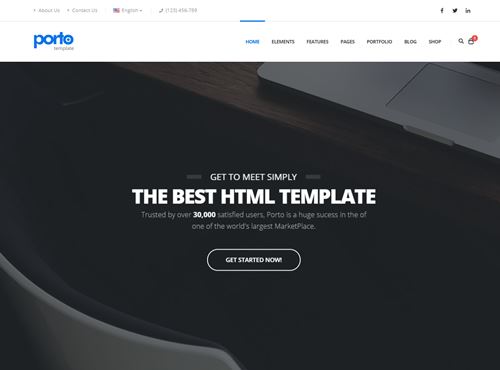 About Us
Contact Us
English
(123) 456-789
porto
template
HOME
ELEMENTS
FEATURES
PAGES
PORTFOLIO
BLOG
SHOP
GET TO MEET SIMPLY
THE BEST HTML TEMPLATE
Trusted by over 30,000 satisfied users, Porto is a huge sucess in the of
one of the world's largest MarketPlace.
GET STARTED NOW!